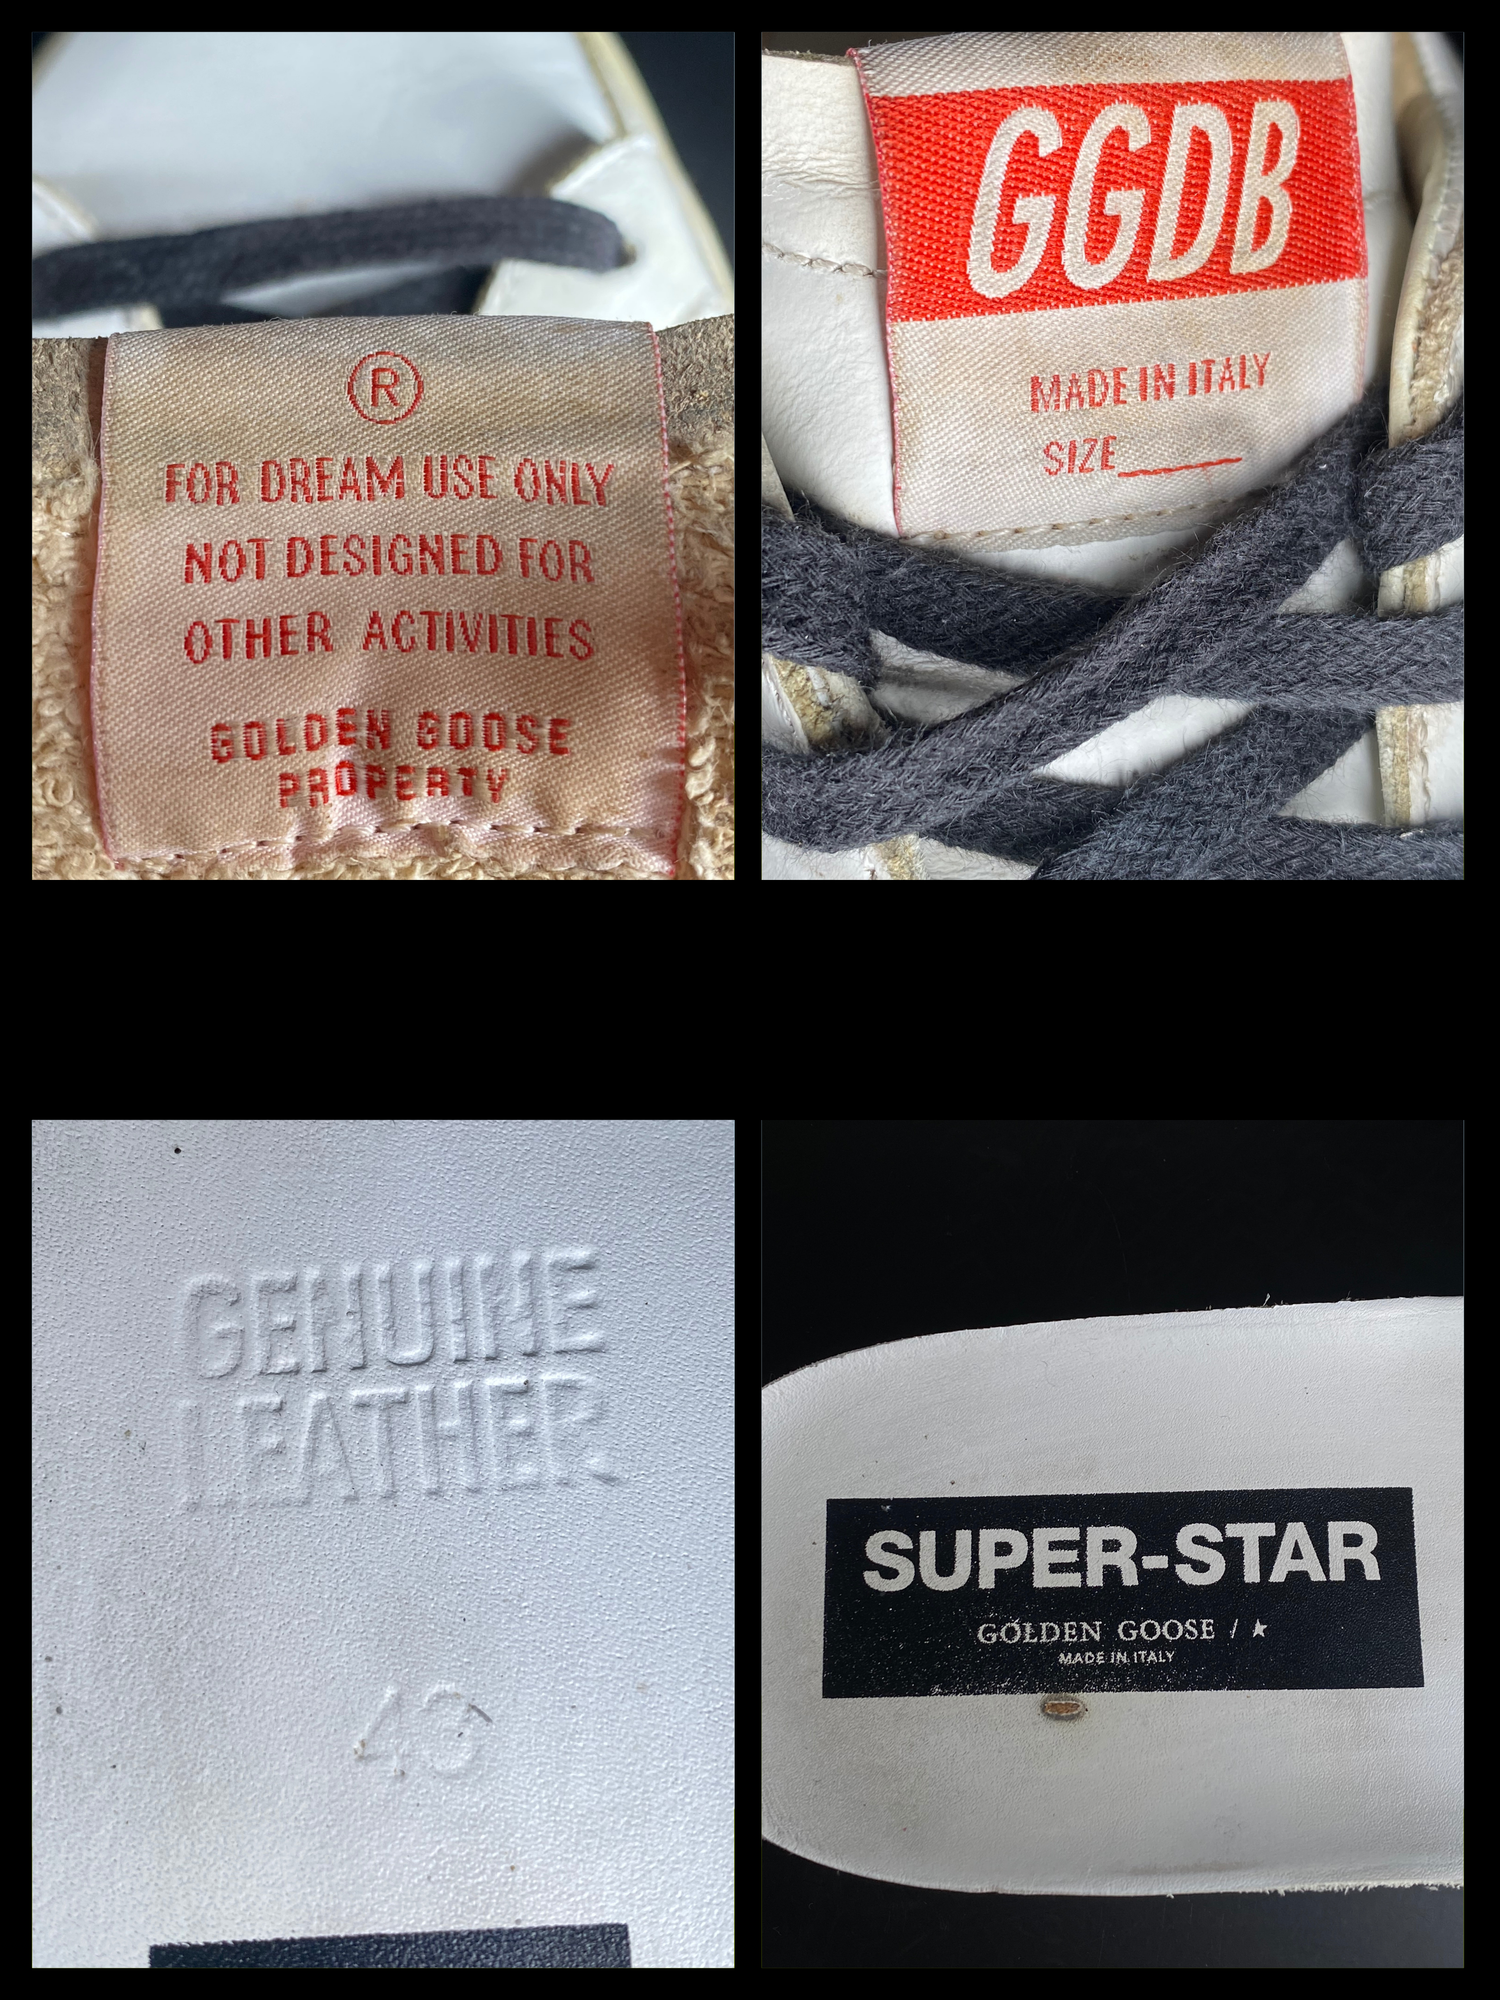 ®
FOR DREAM USE ONLY
NOT DESIGNED FOR
OTHER ACTIVITIES
GOLDEN GOOSE
PROPERTY
GGDB
MADE IN ITALY
SIZE_____
GENUINE
LEATHER
43
SUPER-STAR
GOLDEN GOOSE / ★
MADE IN ITALY